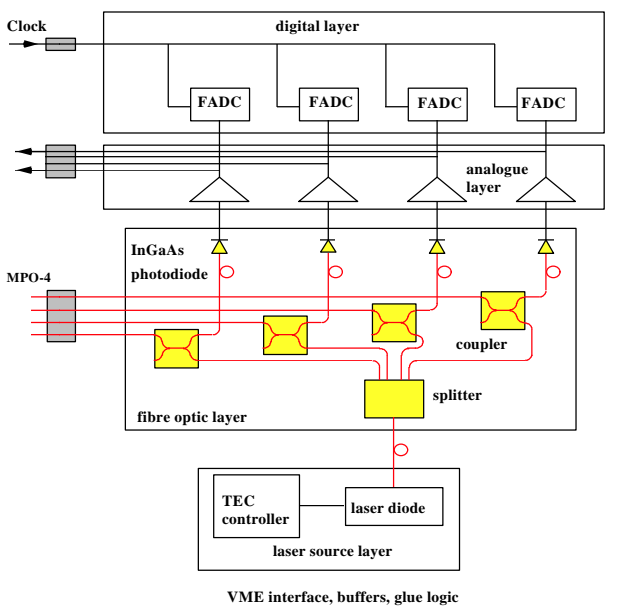 Clock
digital layer
FADC
FADC
FADC
FADC
analogue
layer
InGaAs
photodiode
MPO-4
coupler
splitter
fibre optic layer
TEC
controller
laser diode
laser source layer
VME interface, buffers, glue logic